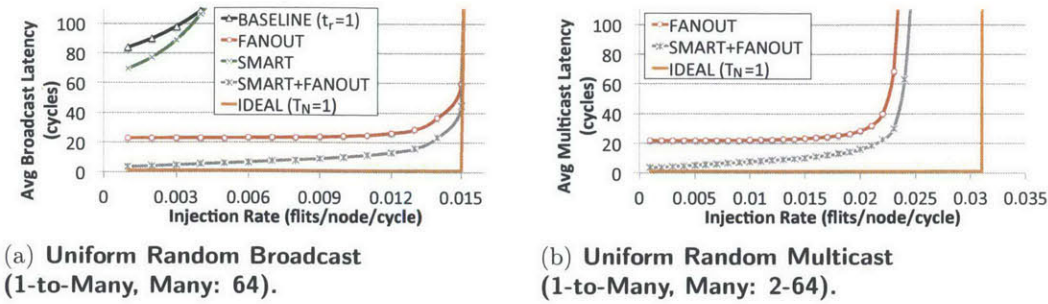 Avg Broadcast Latency
(cycles)
100
80
60
40
20
0
BASELINE (tr=1)
FANOUT
SMART
SMART+FANOUT
IDEAL (TN=1)
0
0.003
0.006
0.009
0.012
0.015
Injection Rate (flits/node/cycle)
(a) Uniform Random Broadcast
(1-to-Many, Many: 64).
Avg Multicast Latency
(cycles)
100
80
60
40
20
0
FANOUT
SMART+FANOUT
IDEAL (TN=1)
0
0.005
0.01
0.015
0.02
0.025
0.03
0.035
Injection Rate (flits/node/cycle)
(b) Uniform Random Multicast
(1-to-Many, Many: 2-64).